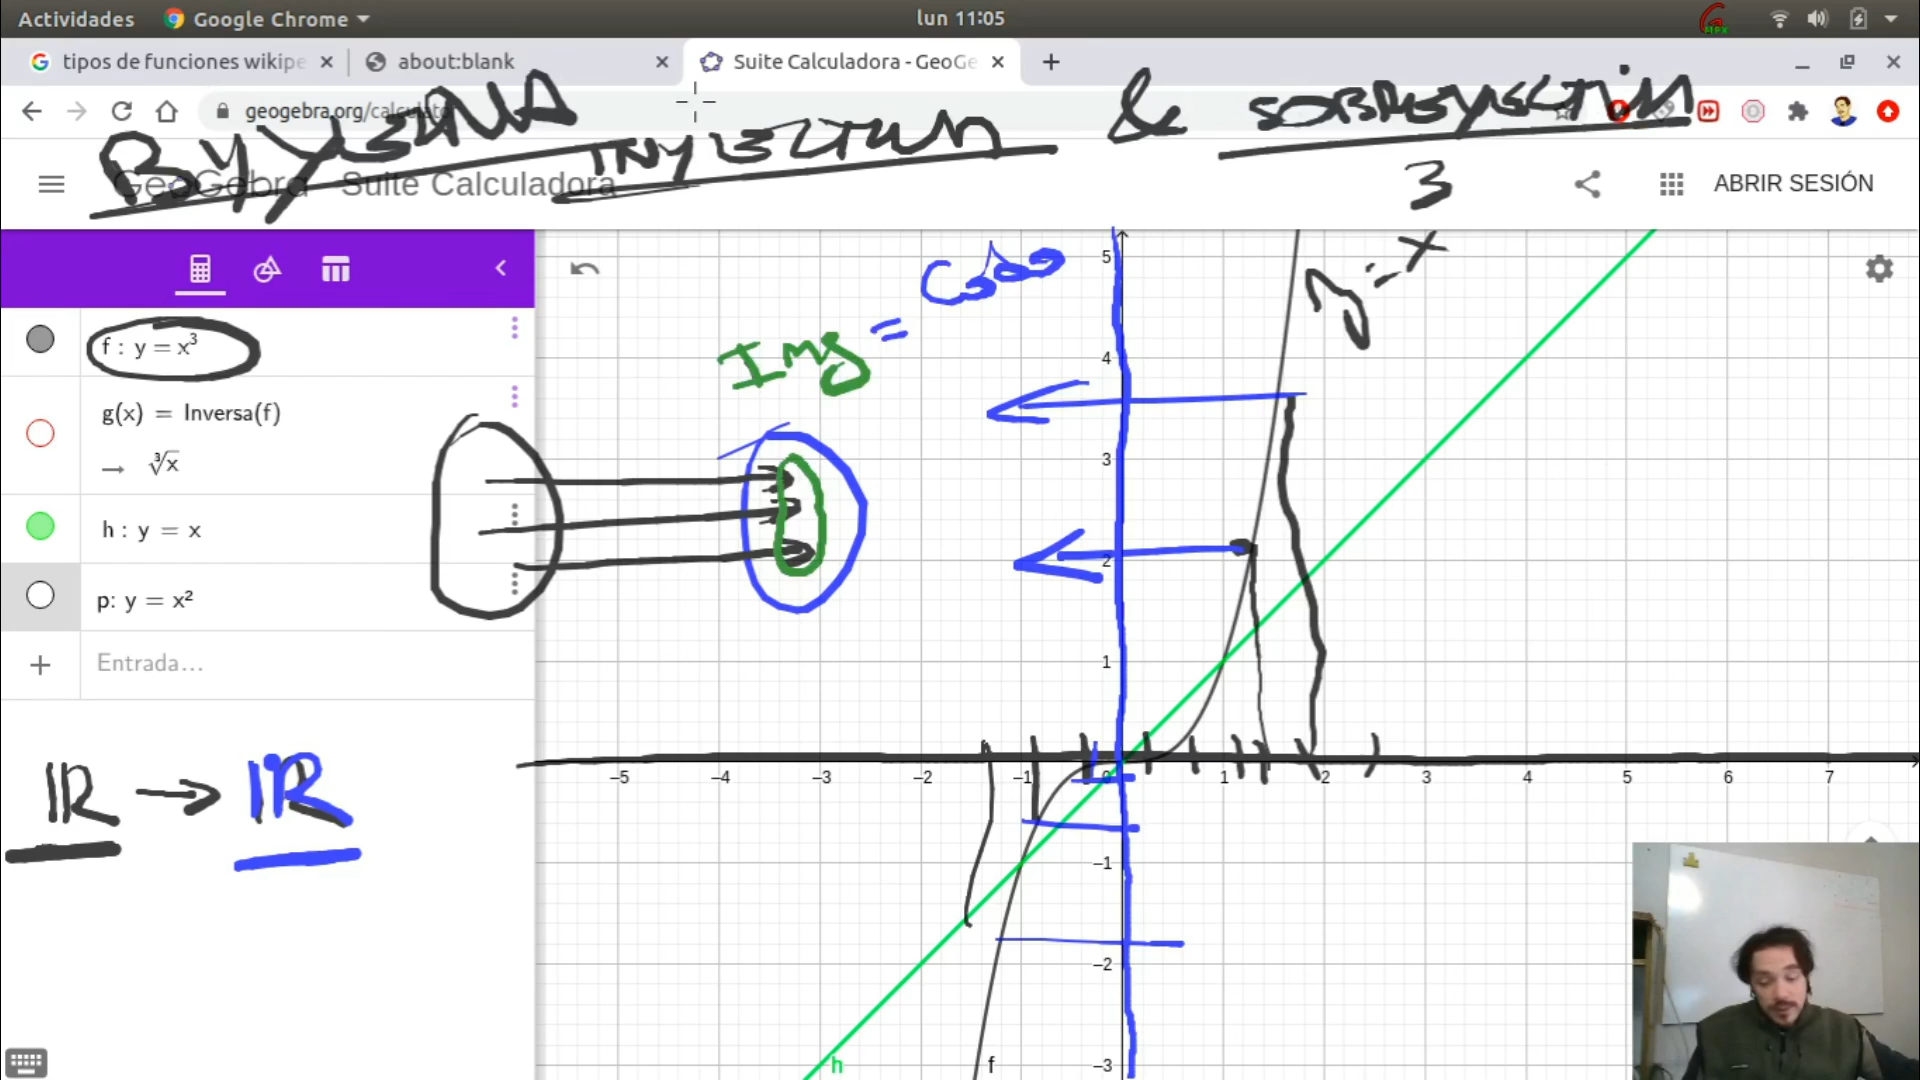 Actividades Google Chrome lun 11:05
tipos de funciones wikipe about:blank Suite Calculadora - GeoGe
geogebra.org/calculato
BIYECTIVA INYECTIVA & SOBREYECTIVA
GeoGebra Suite Calculadora ABRIR SESIÓN
y = x³
f : y = x³
g(x) = Inversa(f)
→ ∛x
h : y = x
p: y = x²
Entrada...
Img =
IR → IR
5
4
3
2
1
−5 −4 −3 −2 −1 0 1 2 3 4 5 6 7
−1
−2
−3
h f